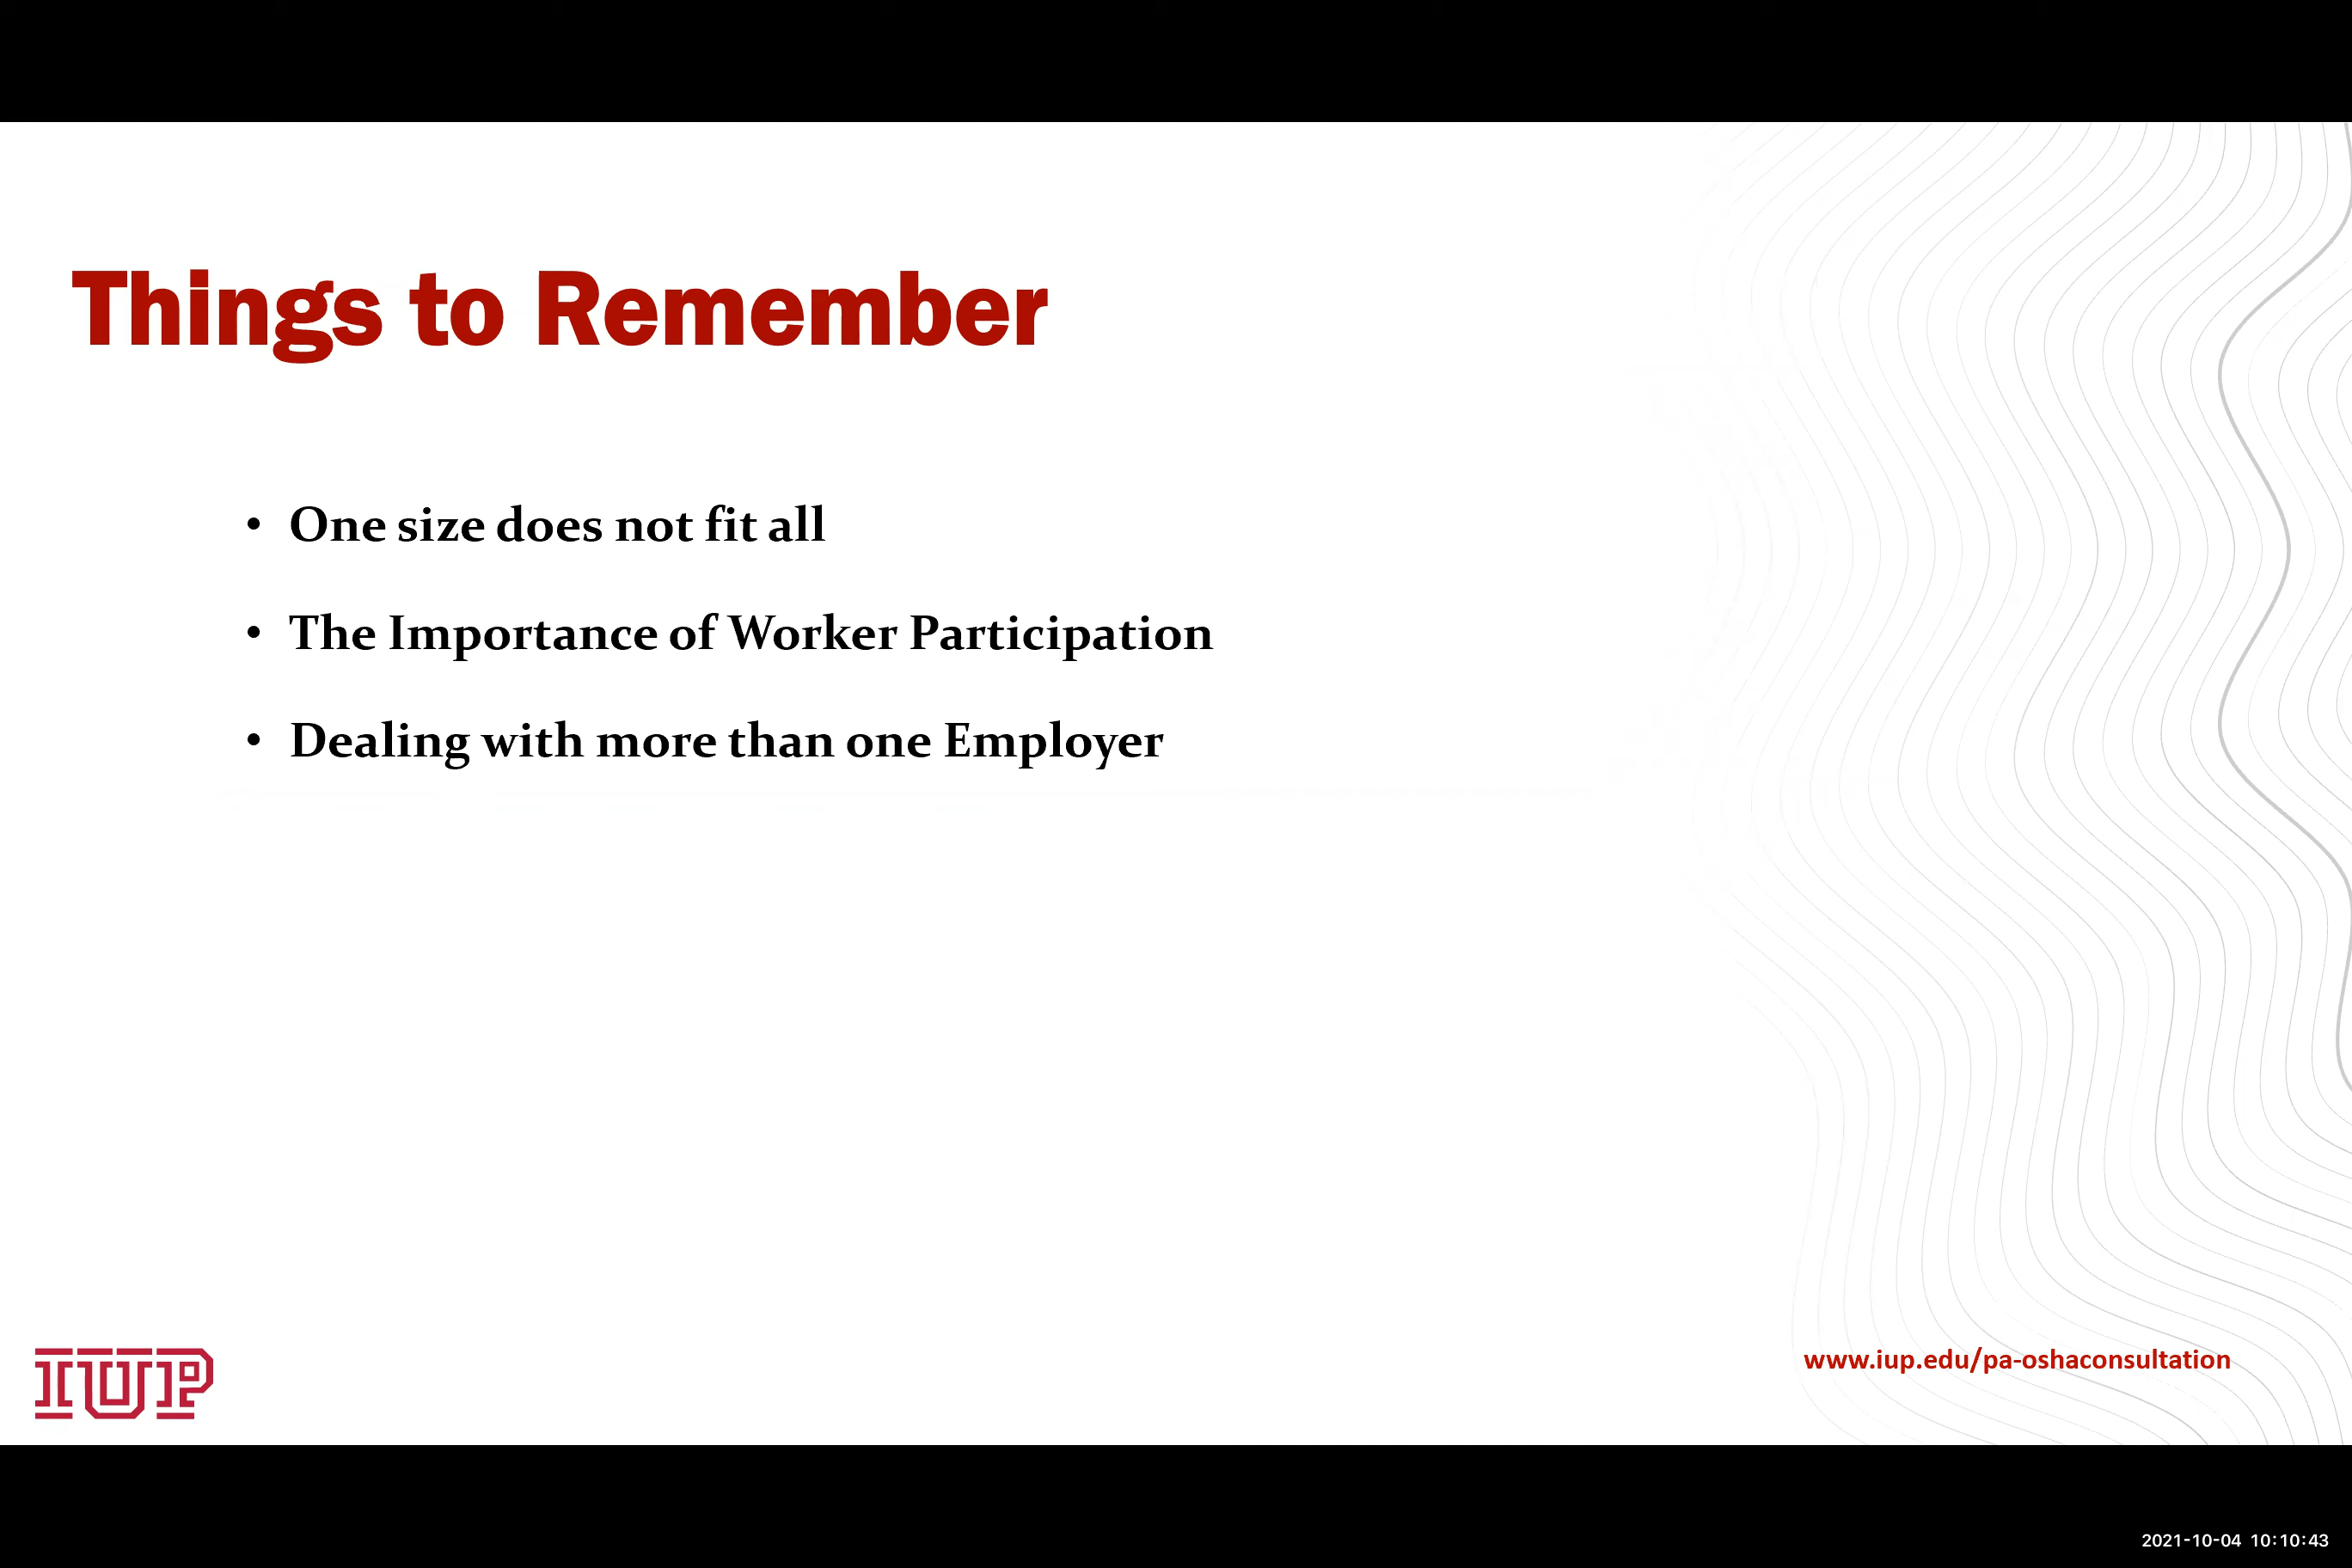 Things to Remember
• One size does not fit all
• The Importance of Worker Participation
• Dealing with more than one Employer
IUP
www.iup.edu/pa-oshaconsultation
2021-10-04 10:10:43